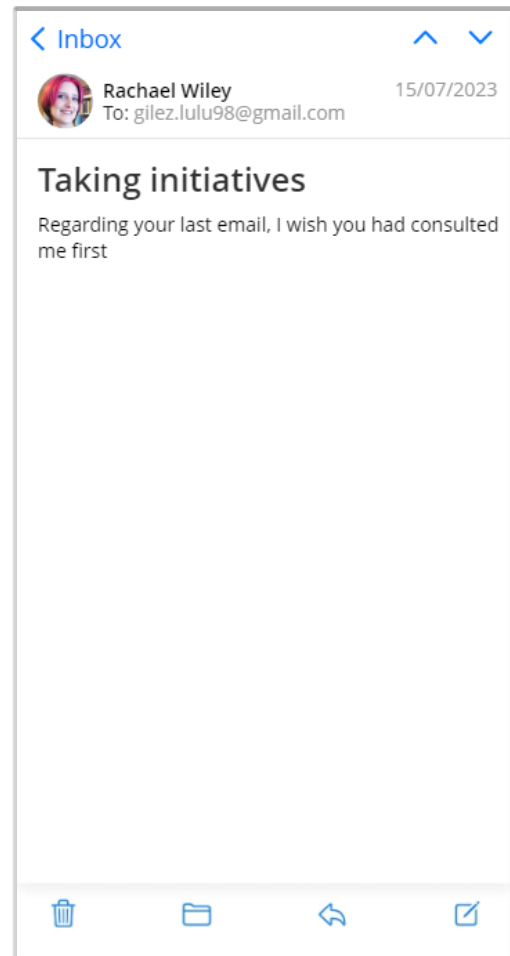 Inbox
Rachael Wiley
15/07/2023
To: gilez.lulu98@gmail.com
Taking initiatives
Regarding your last email, I wish you had consulted
me first